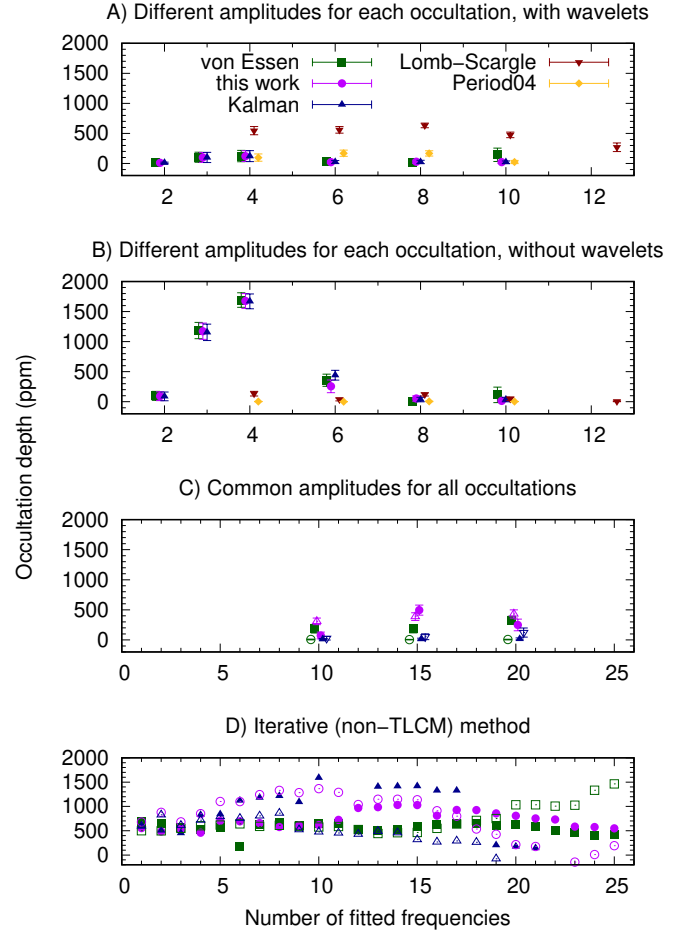 A) Different amplitudes for each occultation, with wavelets
2000
1500
1000
500
0
von Essen
this work
Kalman
Lomb−Scargle
Period04
2 4 6 8 10 12
B) Different amplitudes for each occultation, without wavelets
2000
1500
1000
500
0
2 4 6 8 10 12
Occultation depth (ppm)
C) Common amplitudes for all occultations
2000
1500
1000
500
0
0 5 10 15 20 25
D) Iterative (non−TLCM) method
2000
1500
1000
500
0
0 5 10 15 20 25
Number of fitted frequencies